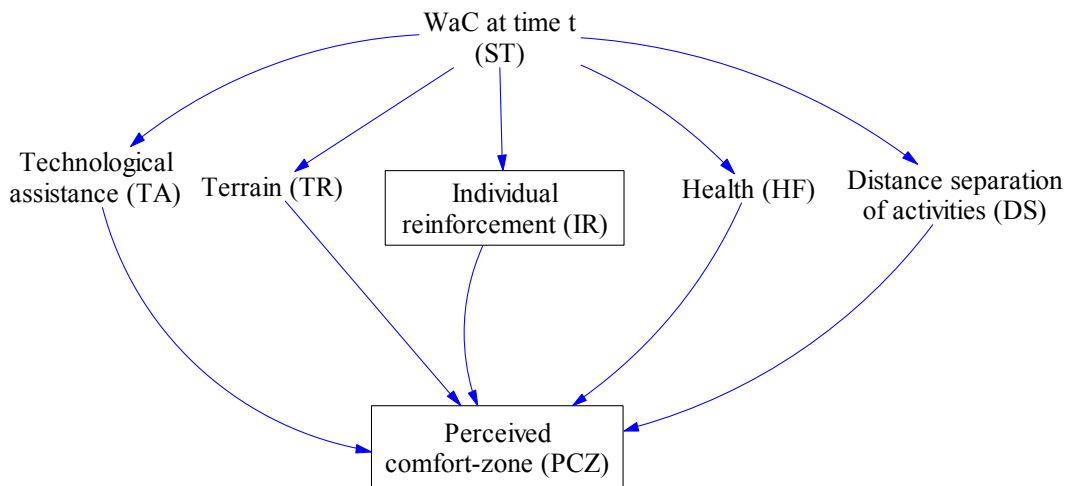 WaC at time t
(ST)
Technological
assistance (TA)
Terrain (TR)
Individual
reinforcement (IR)
Health (HF)
Distance separation
of activities (DS)
Perceived
comfort-zone (PCZ)